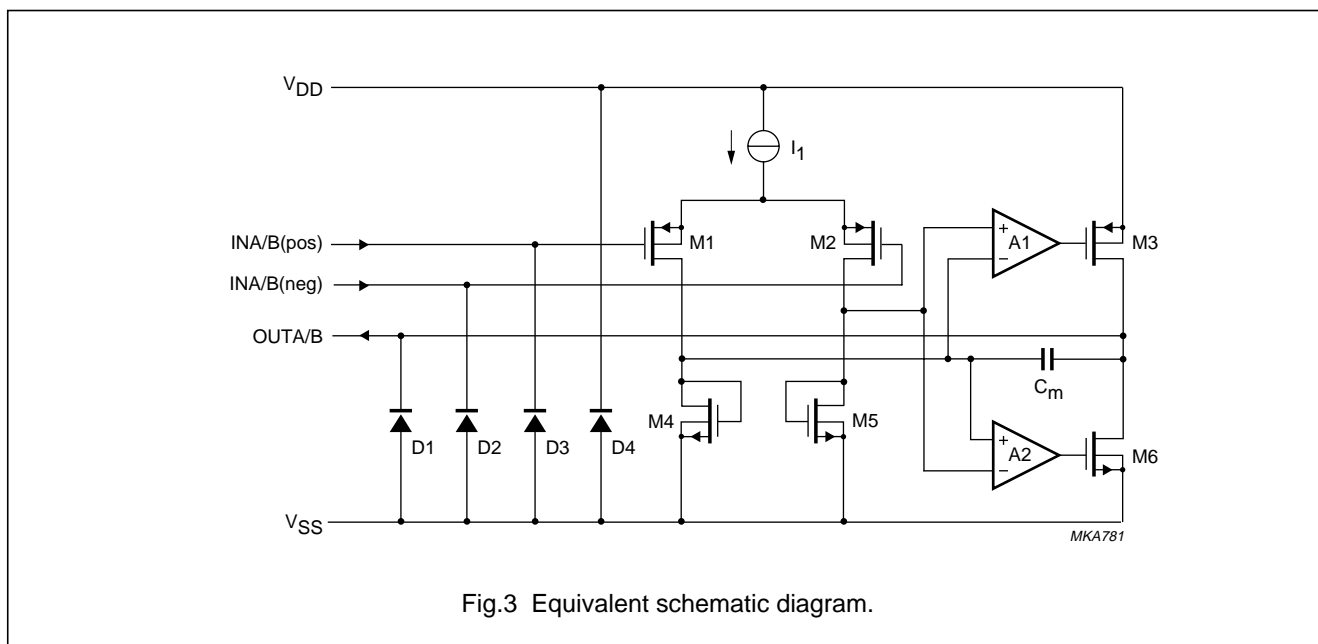 VDD
I1
INA/B(pos)
M1
M2
+
A1
−
M3
INA/B(neg)
OUTA/B
Cm
M4
M5
+
A2
−
M6
D1
D2
D3
D4
VSS
MKA781
Fig.3 Equivalent schematic diagram.